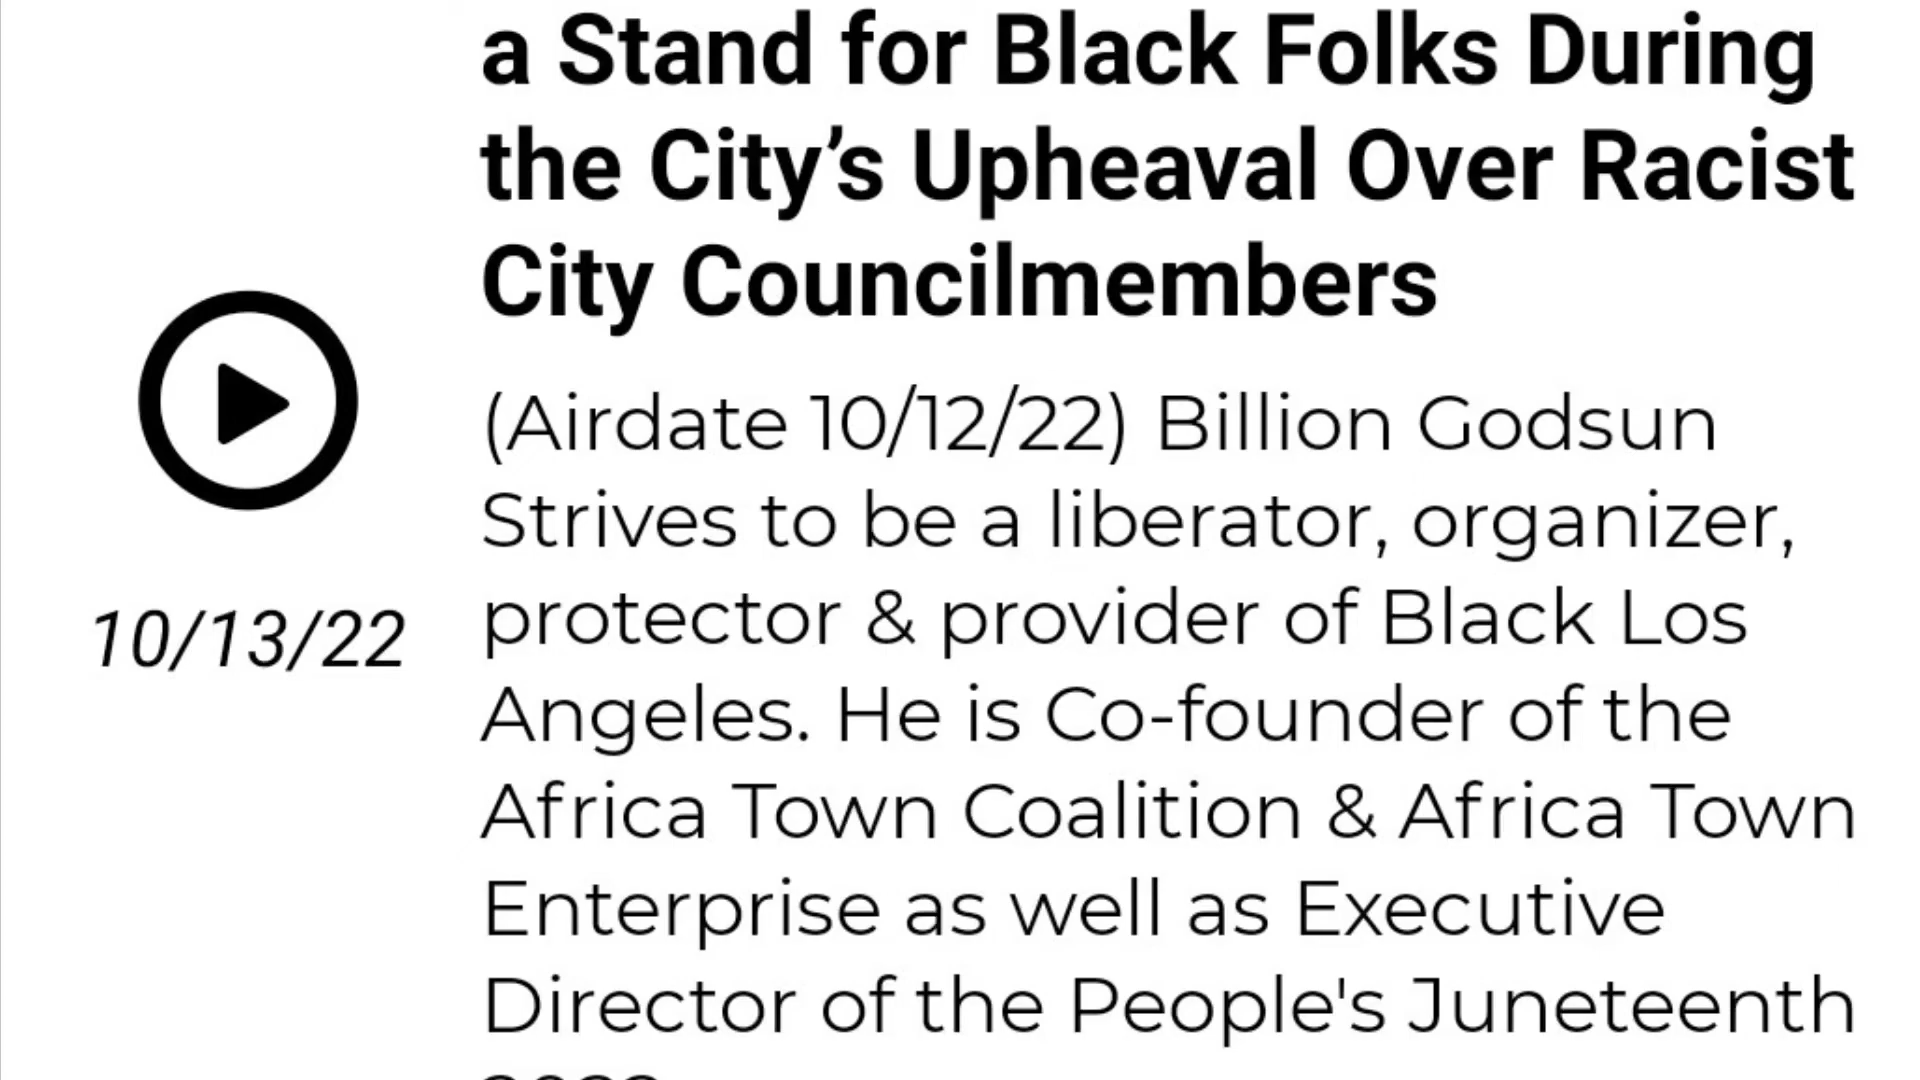 a Stand for Black Folks During
the City’s Upheaval Over Racist
City Councilmembers
(Airdate 10/12/22) Billion Godsun
Strives to be a liberator, organizer,
protector & provider of Black Los
Angeles. He is Co-founder of the
Africa Town Coalition & Africa Town
Enterprise as well as Executive
Director of the People's Juneteenth
10/13/22